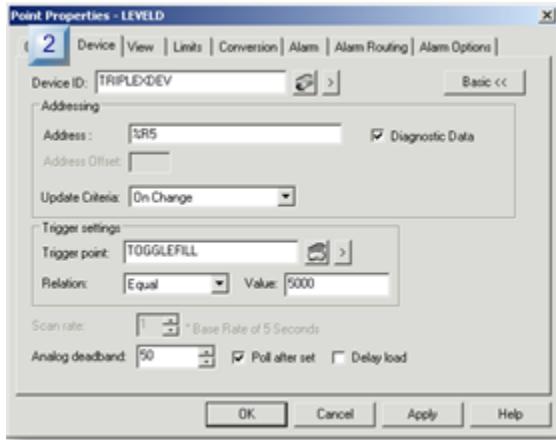 Point Properties - LEVELD
2 Device View Limits Conversion Alarm Alarm Routing Alarm Options
Device ID: TRIPLEXDEV > Basic <<
Addressing
Address : %R5 Diagnostic Data
Address Offset:
Update Criteria: On Change
Trigger settings
Trigger point: TOGGLEFILL >
Relation: Equal Value: 5000
Scan rate: 1 * Base Rate of 5 Seconds
Analog deadband: 50 Poll after set Delay load
OK Cancel Apply Help